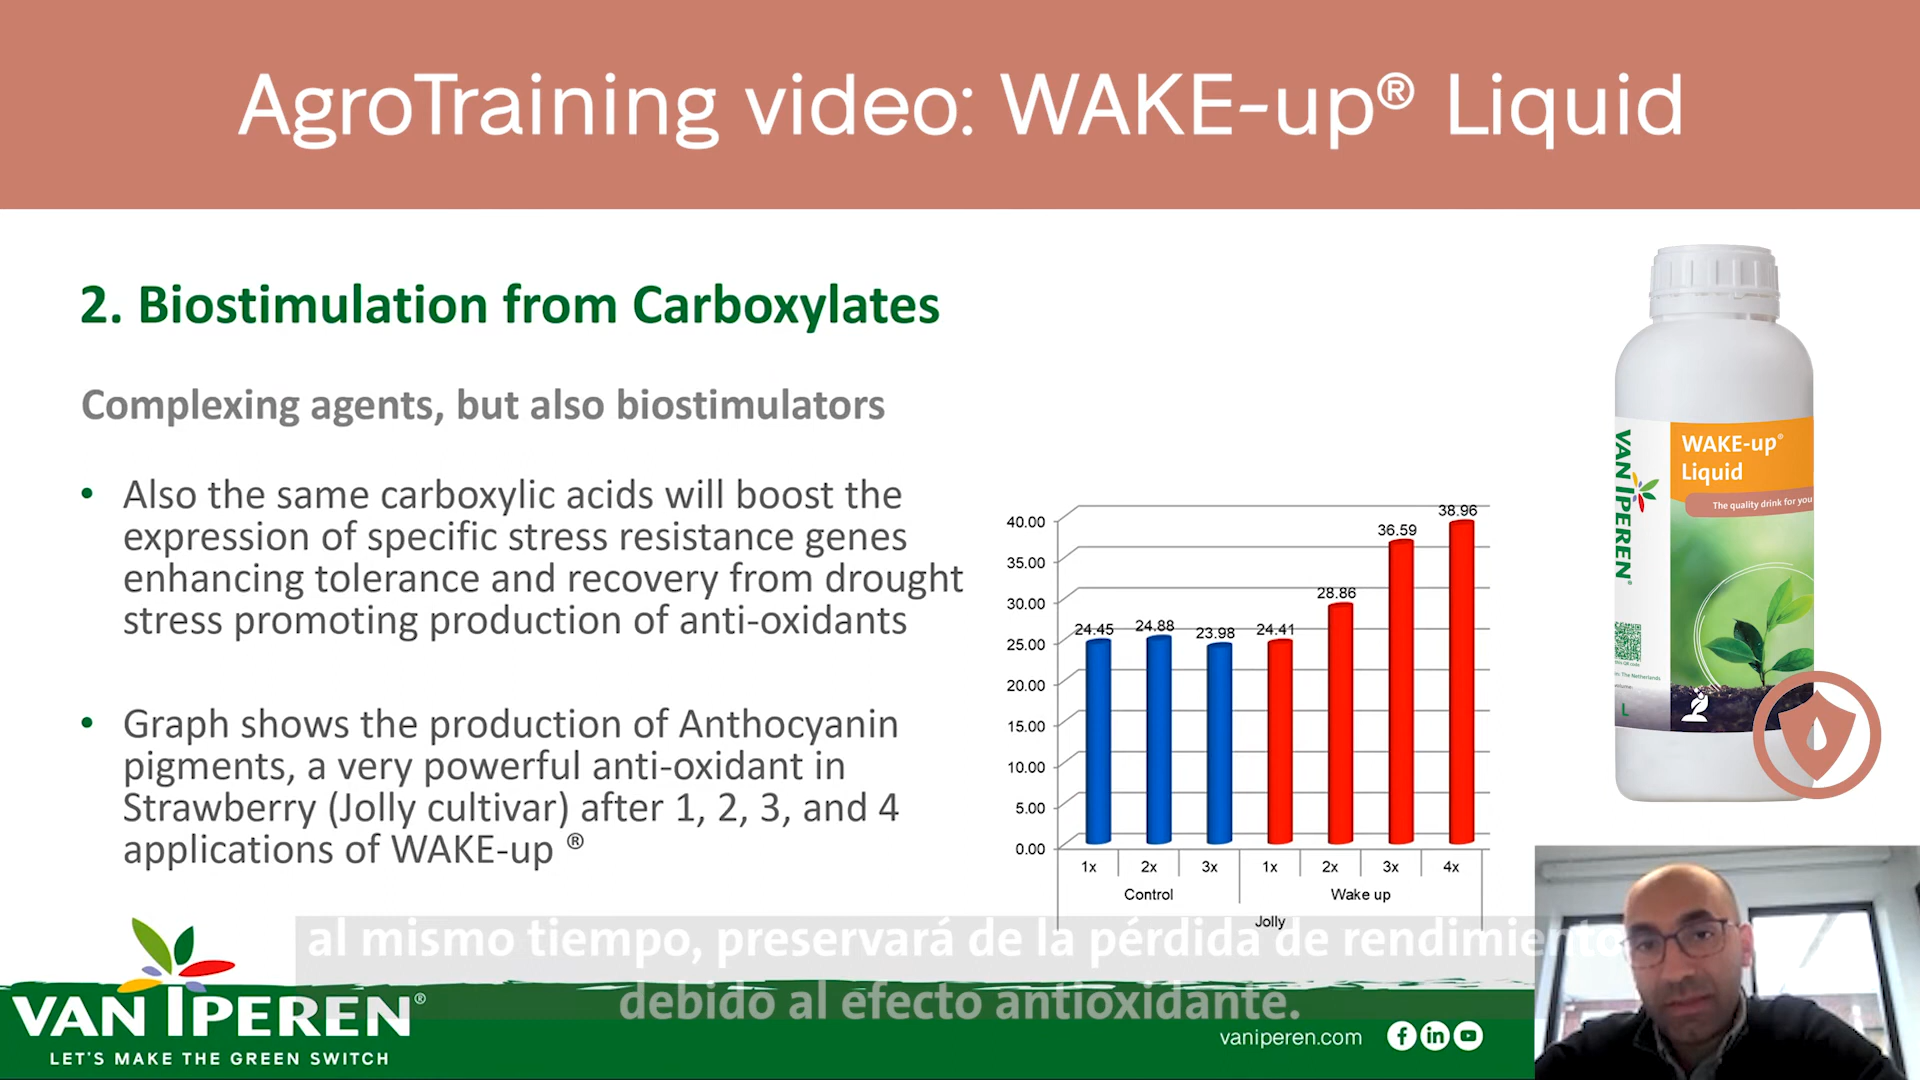 AgroTraining video: WAKE-up® Liquid
2. Biostimulation from Carboxylates
Complexing agents, but also biostimulators
• Also the same carboxylic acids will boost the
expression of specific stress resistance genes
enhancing tolerance and recovery from drought
stress promoting production of anti-oxidants
• Graph shows the production of Anthocyanin
pigments, a very powerful anti-oxidant in
Strawberry (Jolly cultivar) after 1, 2, 3, and 4
applications of WAKE-up ®
40.00
35.00
30.00
25.00
20.00
15.00
10.00
5.00
0.00
24.45
24.88
23.98
24.41
28.86
36.59
38.96
1x 2x 3x 1x 2x 3x 4x
Control Wake up
Jolly
VAN IPEREN®
WAKE-up®
Liquid
The quality drink for you
L
al mismo tiempo, preservará de la pérdida de rendimiento
debido al efecto antioxidante.
VAN IPEREN®
LET'S MAKE THE GREEN SWITCH
vaniperen.com